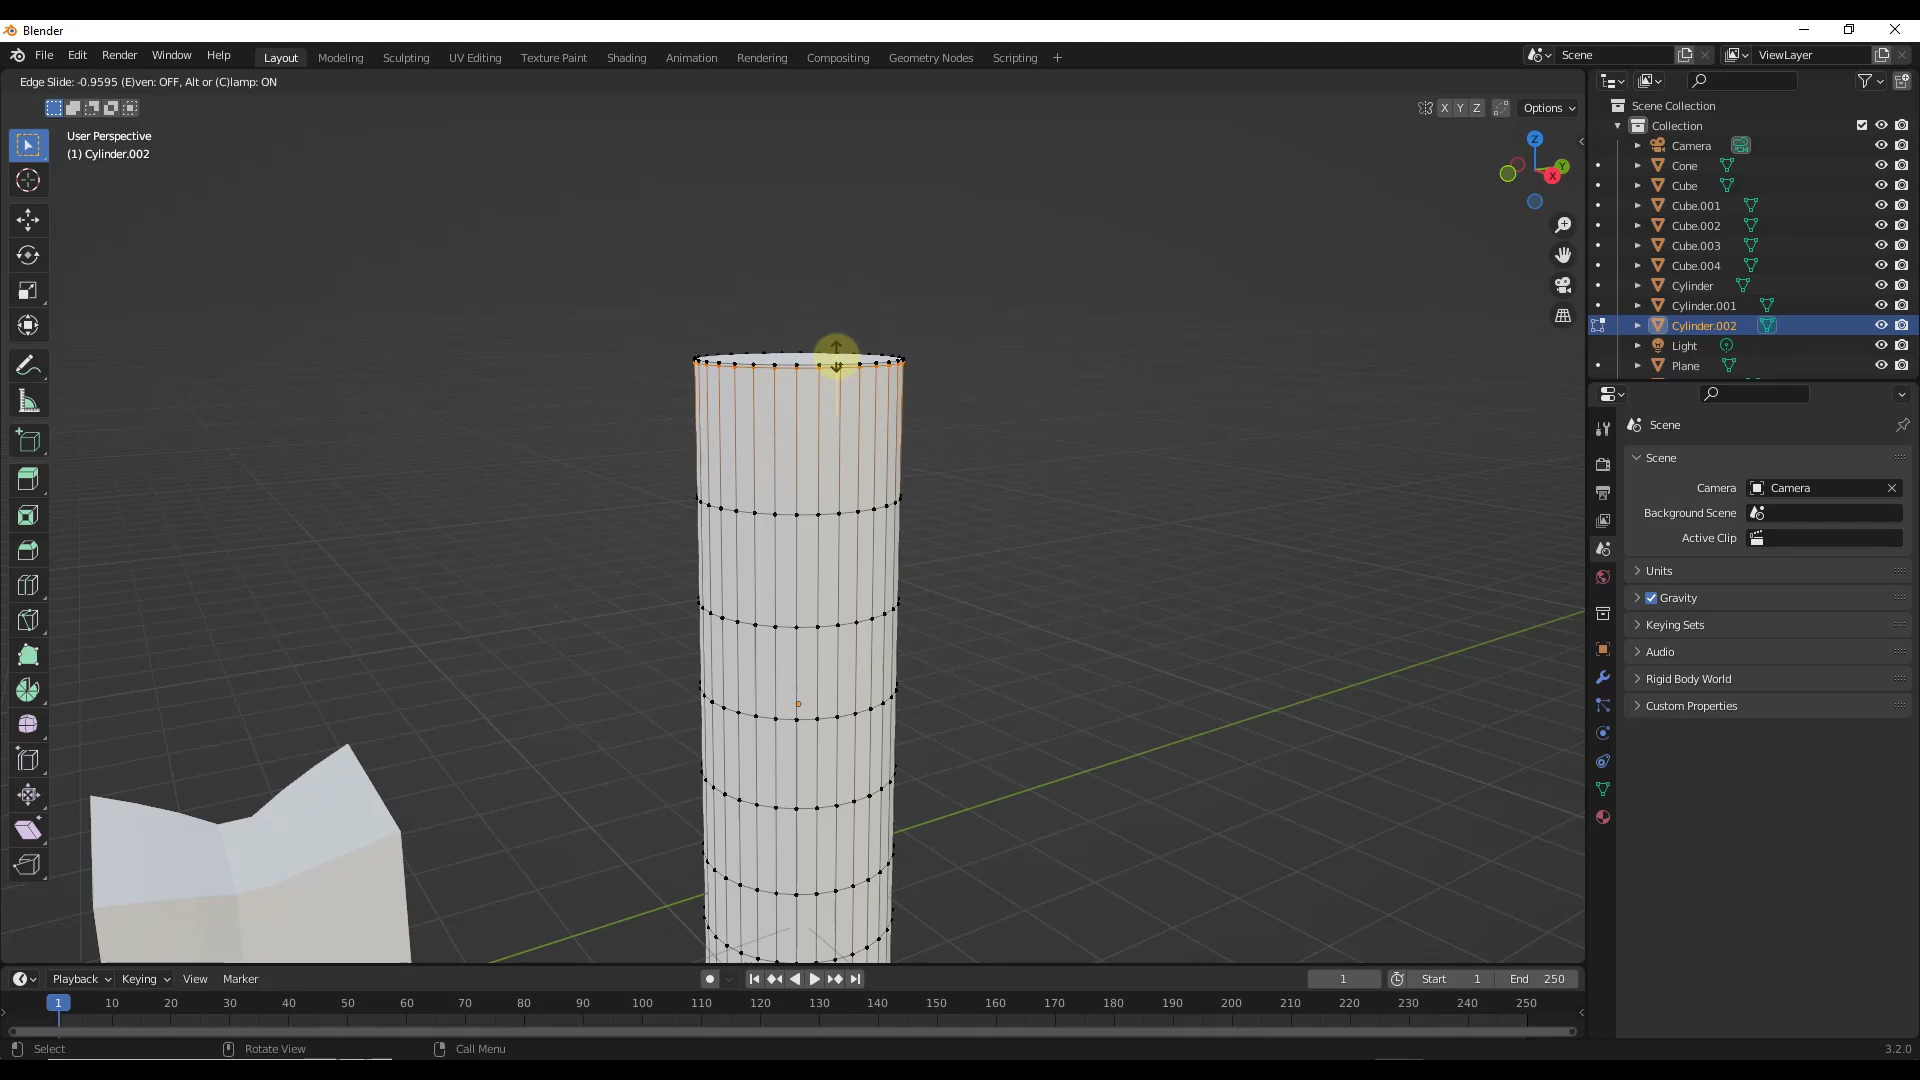 Blender
File Edit Render Window Help Layout Modeling Sculpting UV Editing Texture Paint Shading Animation Rendering Compositing Geometry Nodes Scripting + Scene ViewLayer
Edge Slide: -0.9595 (E)ven: OFF, Alt or (C)lamp: ON
X Y Z Options
User Perspective
(1) Cylinder.002
Z
Y
X
Scene Collection
Collection
Camera
Cone
Cube
Cube.001
Cube.002
Cube.003
Cube.004
Cylinder
Cylinder.001
Cylinder.002
Light
Plane
Scene
Scene
Camera Camera
Background Scene
Active Clip
Units
Gravity
Keying Sets
Audio
Rigid Body World
Custom Properties
Playback Keying View Marker 1 Start 1 End 250
1 10 20 30 40 50 60 70 80 90 100 110 120 130 140 150 160 170 180 190 200 210 220 230 240 250
Select Rotate View Call Menu 3.2.0